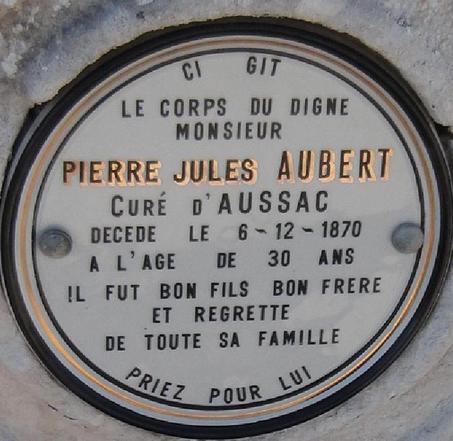 CI GIT
LE CORPS DU DIGNE
MONSIEUR
PIERRE JULES AUBERT
CURÉ D'AUSSAC
DECEDE LE 6-12-1870
A L'AGE DE 30 ANS
IL FUT BON FILS BON FRERE
ET REGRETTE
DE TOUTE SA FAMILLE
PRIEZ POUR LUI